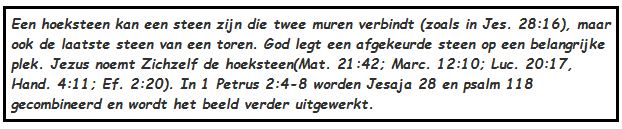 Een hoeksteen kan een steen zijn die twee muren verbindt (zoals in Jes. 28:16), maar
ook de laatste steen van een toren. God legt een afgekeurde steen op een belangrijke
plek. Jezus noemt Zichzelf de hoeksteen(Mat. 21:42; Marc. 12:10; Luc. 20:17,
Hand. 4:11; Ef. 2:20). In 1 Petrus 2:4-8 worden Jesaja 28 en psalm 118
gecombineerd en wordt het beeld verder uitgewerkt.